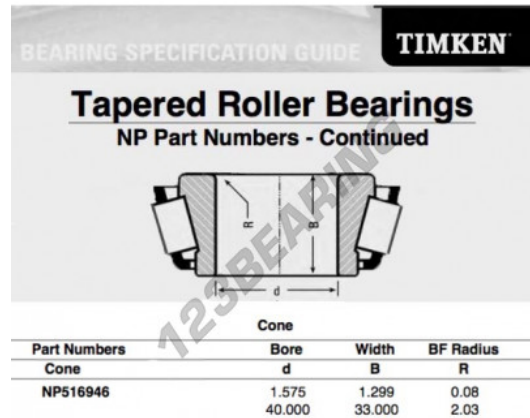 BEARING SPECIFICATION GUIDE
TIMKEN
Tapered Roller Bearings
NP Part Numbers - Continued
R
B
d
123BEARING
Cone
Part Numbers Bore Width BF Radius
Cone d B R
NP516946 1.575 1.299 0.08
40.000 33.000 2.03